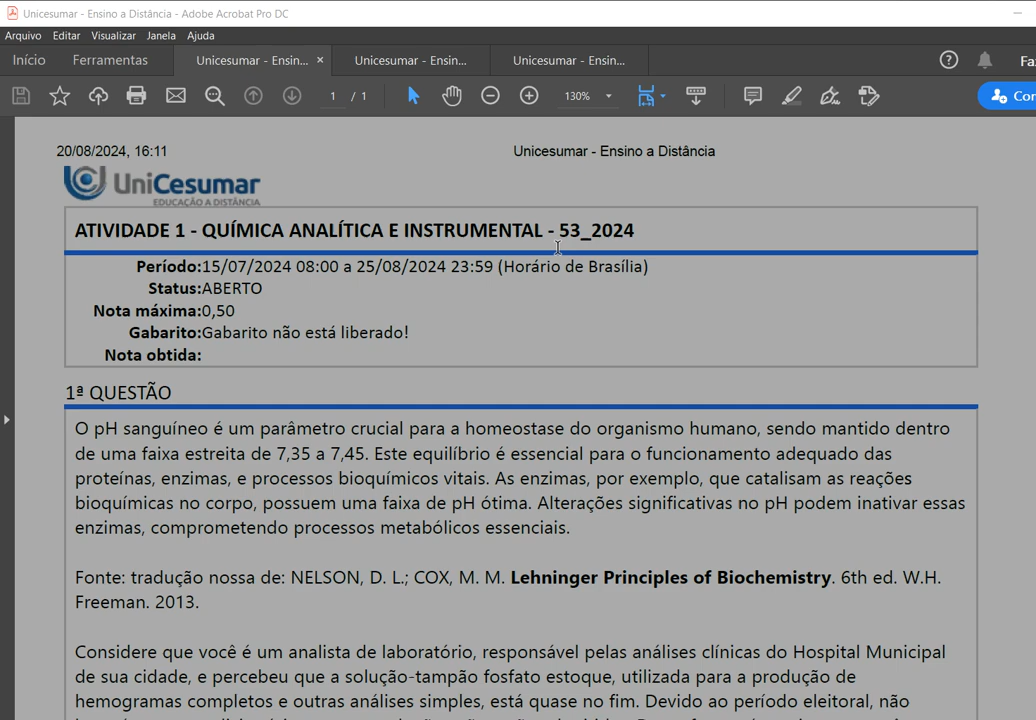 Unicesumar - Ensino a Distância - Adobe Acrobat Pro DC
Arquivo Editar Visualizar Janela Ajuda
Início Ferramentas Unicesumar - Ensin... × Unicesumar - Ensin... Unicesumar - Ensin... ? Fa
1 / 1 130% Cor
20/08/2024, 16:11 Unicesumar - Ensino a Distância
UniCesumar
EDUCAÇÃO A DISTÂNCIA
ATIVIDADE 1 - QUÍMICA ANALÍTICA E INSTRUMENTAL - 53_2024
Período:15/07/2024 08:00 a 25/08/2024 23:59 (Horário de Brasília)
Status:ABERTO
Nota máxima:0,50
Gabarito:Gabarito não está liberado!
Nota obtida:
1ª QUESTÃO
O pH sanguíneo é um parâmetro crucial para a homeostase do organismo humano, sendo mantido dentro
de uma faixa estreita de 7,35 a 7,45. Este equilíbrio é essencial para o funcionamento adequado das
proteínas, enzimas, e processos bioquímicos vitais. As enzimas, por exemplo, que catalisam as reações
bioquímicas no corpo, possuem uma faixa de pH ótima. Alterações significativas no pH podem inativar essas
enzimas, comprometendo processos metabólicos essenciais.
Fonte: tradução nossa de: NELSON, D. L.; COX, M. M. Lehninger Principles of Biochemistry. 6th ed. W.H.
Freeman. 2013.
Considere que você é um analista de laboratório, responsável pelas análises clínicas do Hospital Municipal
de sua cidade, e percebeu que a solução-tampão fosfato estoque, utilizada para a produção de
hemogramas completos e outras análises simples, está quase no fim. Devido ao período eleitoral, não